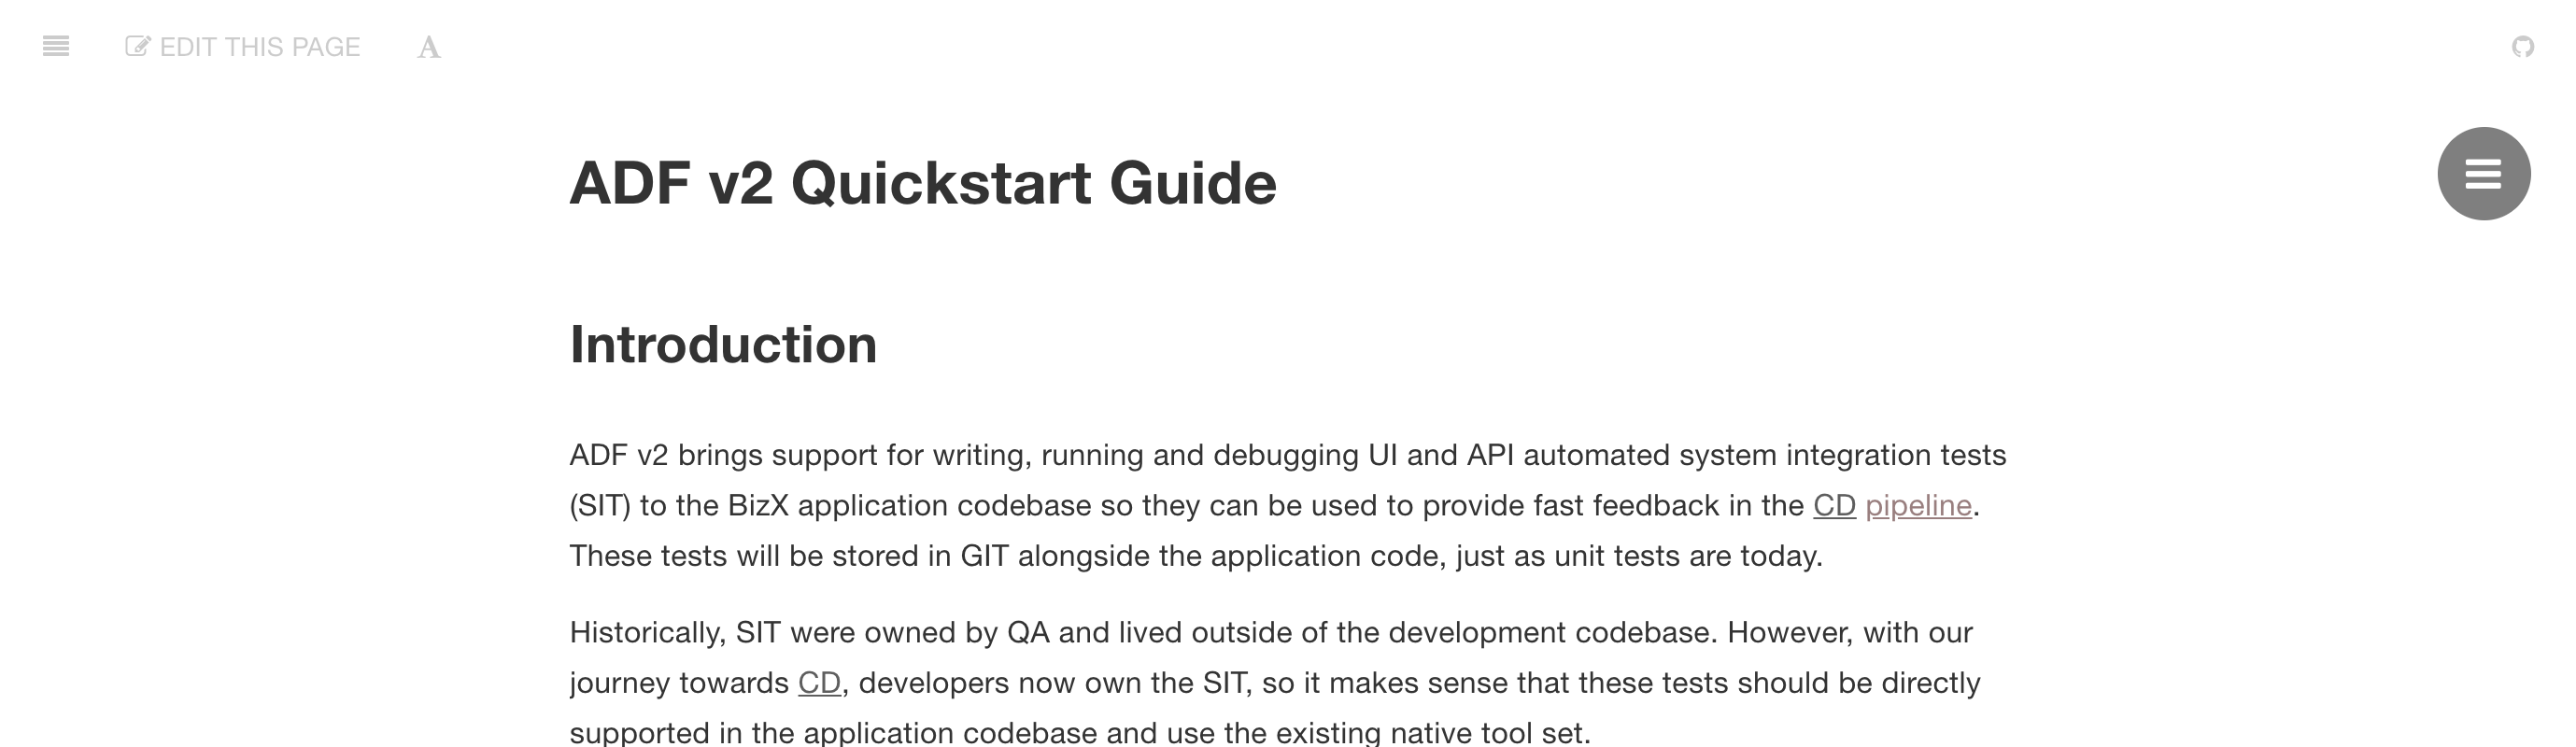 EDIT THIS PAGE
ADF v2 Quickstart Guide
Introduction
ADF v2 brings support for writing, running and debugging UI and API automated system integration tests
(SIT) to the BizX application codebase so they can be used to provide fast feedback in the CD pipeline.
These tests will be stored in GIT alongside the application code, just as unit tests are today.
Historically, SIT were owned by QA and lived outside of the development codebase. However, with our
journey towards CD, developers now own the SIT, so it makes sense that these tests should be directly
supported in the application codebase and use the existing native tool set.